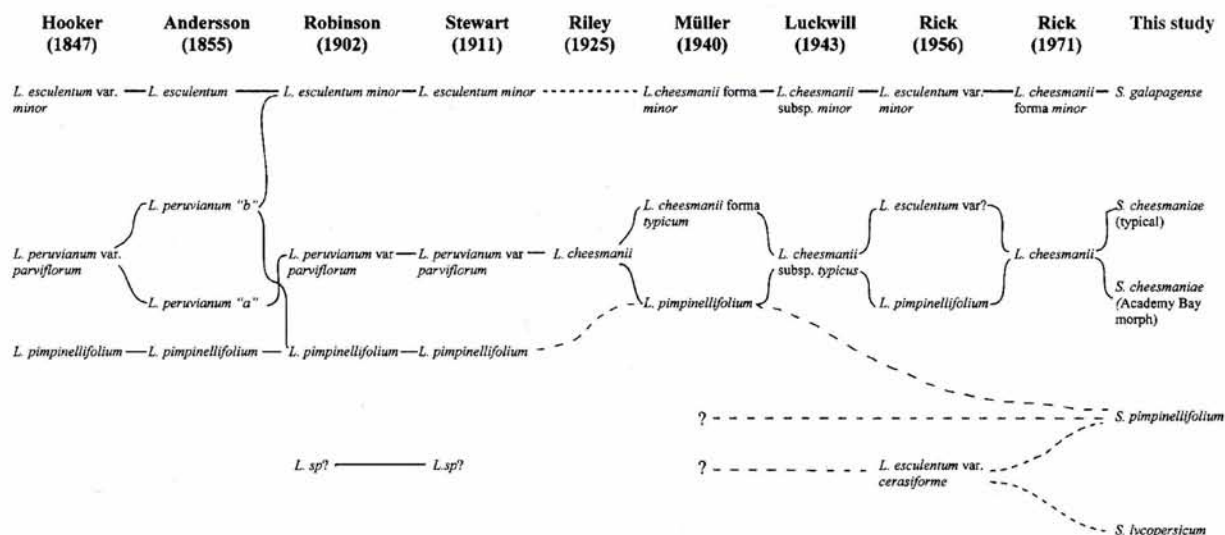 Hooker (1847)
Andersson (1855)
Robinson (1902)
Stewart (1911)
Riley (1925)
Müller (1940)
Luckwill (1943)
Rick (1956)
Rick (1971)
This study
L. esculentum var. minor
L. esculentum
L. esculentum minor
L. esculentum minor
L. cheesmanii forma minor
L. cheesmanii subsp. minor
L. esculentum var. minor
L. cheesmanii forma minor
S. galapagense
L. peruvianum "b"
L. cheesmanii forma typicum
L. esculentum var?
S. cheesmaniae (typical)
L. peruvianum var. parviflorum
L. peruvianum var parviflorum
L. peruvianum var parviflorum
L. cheesmanii
L. cheesmanii subsp. typicus
L. cheesmanii
L. peruvianum "a"
L. pimpinellifolium
L. pimpinellifolium
S. cheesmaniae (Academy Bay morph)
L. pimpinellifolium
L. pimpinellifolium
L. pimpinellifolium
L. pimpinellifolium
?
S. pimpinellifolium
L. sp?
L.sp?
?
L. esculentum var. cerasiforme
S. lycopersicum